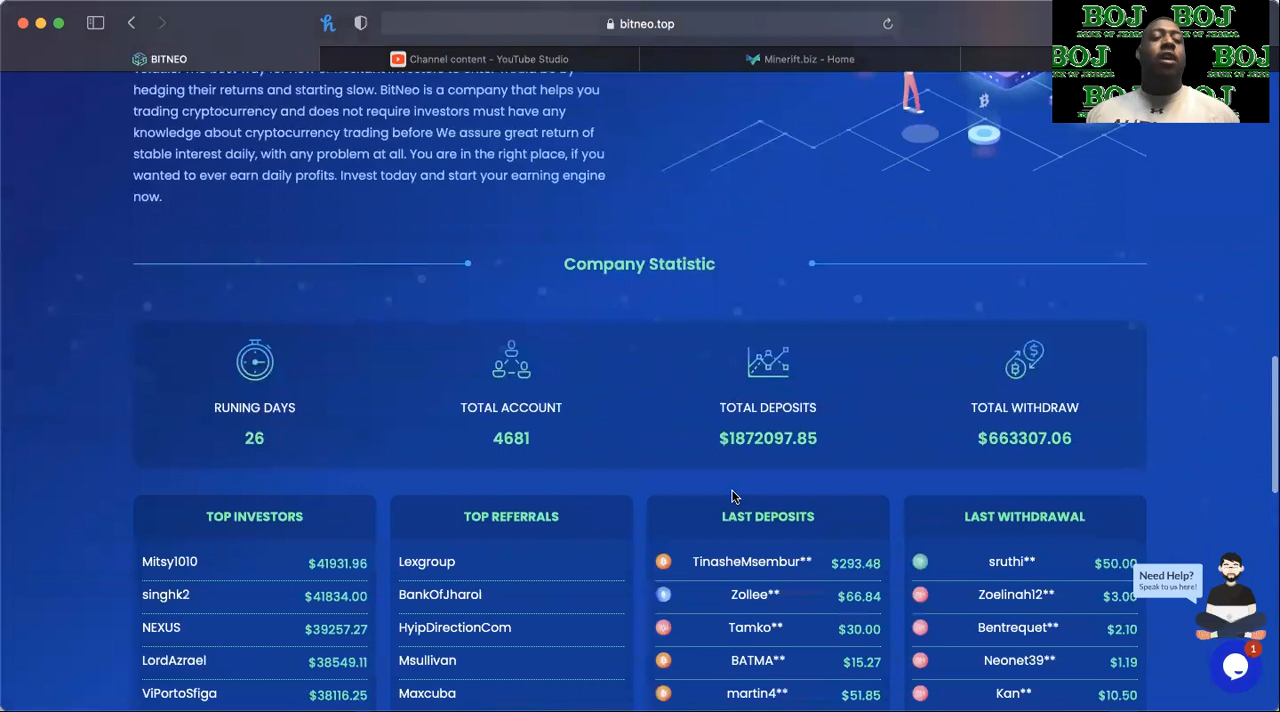 bitneo.top
BITNEO
Channel content - YouTube Studio
Minerift.biz - Home
BOJ BOJ
BOJ
hedging their returns and starting slow. BitNeo is a company that helps you
trading cryptocurrency and does not require investors must have any
knowledge about cryptocurrency trading before We assure great return of
stable interest daily, with any problem at all. You are in the right place, if you
wanted to ever earn daily profits. Invest today and start your earning engine
now.
Company Statistic
RUNING DAYS
26
TOTAL ACCOUNT
4681
TOTAL DEPOSITS
$1872097.85
TOTAL WITHDRAW
$663307.06
TOP INVESTORS
Mitsy1010 $41931.96
singhk2 $41834.00
NEXUS $39257.27
LordAzrael $38549.11
ViPortoSfiga $38116.25
TOP REFERRALS
Lexgroup
BankOfJharol
HyipDirectionCom
Msullivan
Maxcuba
LAST DEPOSITS
TinasheMsembur** $293.48
Zollee** $66.84
Tamko** $30.00
BATMA** $15.27
martin4** $51.85
LAST WITHDRAWAL
sruthi** $50.00
Zoelinah12** $3.00
Bentrequet** $2.10
Neonet39** $1.19
Kan** $10.50
Need Help?
Speak to us here!
1